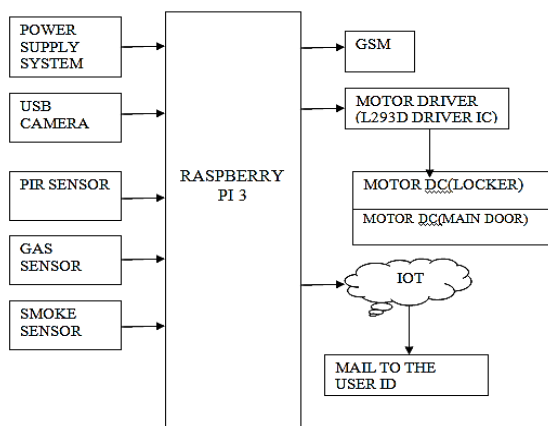 POWER
SUPPLY
SYSTEM
USB
CAMERA
PIR SENSOR
GAS
SENSOR
SMOKE
SENSOR
RASPBERRY
PI 3
GSM
MOTOR DRIVER
(L293D DRIVER IC)
MOTOR DC(LOCKER)
MOTOR DC(MAIN DOOR)
IOT
MAIL TO THE
USER ID